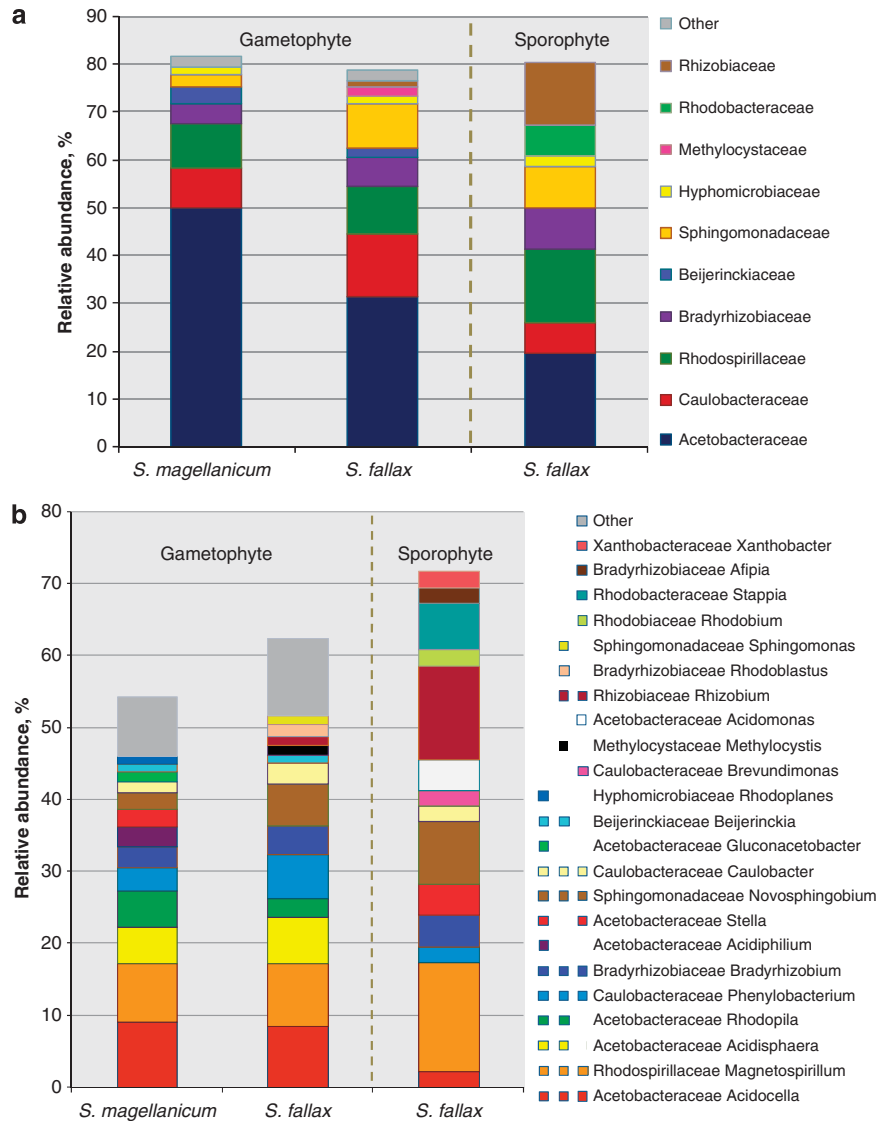 a
Relative abundance, %
90
80
70
60
50
40
30
20
10
0
Gametophyte
Sporophyte
S. magellanicum
S. fallax
S. fallax
Other
Rhizobiaceae
Rhodobacteraceae
Methylocystaceae
Hyphomicrobiaceae
Sphingomonadaceae
Beijerinckiaceae
Bradyrhizobiaceae
Rhodospirillaceae
Caulobacteraceae
Acetobacteraceae
b
Relative abundance, %
80
70
60
50
40
30
20
10
0
Gametophyte
Sporophyte
S. magellanicum
S. fallax
S. fallax
Other
Xanthobacteraceae Xanthobacter
Bradyrhizobiaceae Afipia
Rhodobacteraceae Stappia
Rhodobiaceae Rhodobium
Sphingomonadaceae Sphingomonas
Bradyrhizobiaceae Rhodoblastus
Rhizobiaceae Rhizobium
Acetobacteraceae Acidomonas
Methylocystaceae Methylocystis
Caulobacteraceae Brevundimonas
Hyphomicrobiaceae Rhodoplanes
Beijerinckiaceae Beijerinckia
Acetobacteraceae Gluconacetobacter
Caulobacteraceae Caulobacter
Sphingomonadaceae Novosphingobium
Acetobacteraceae Stella
Acetobacteraceae Acidiphilium
Bradyrhizobiaceae Bradyrhizobium
Caulobacteraceae Phenylobacterium
Acetobacteraceae Rhodopila
Acetobacteraceae Acidisphaera
Rhodospirillaceae Magnetospirillum
Acetobacteraceae Acidocella